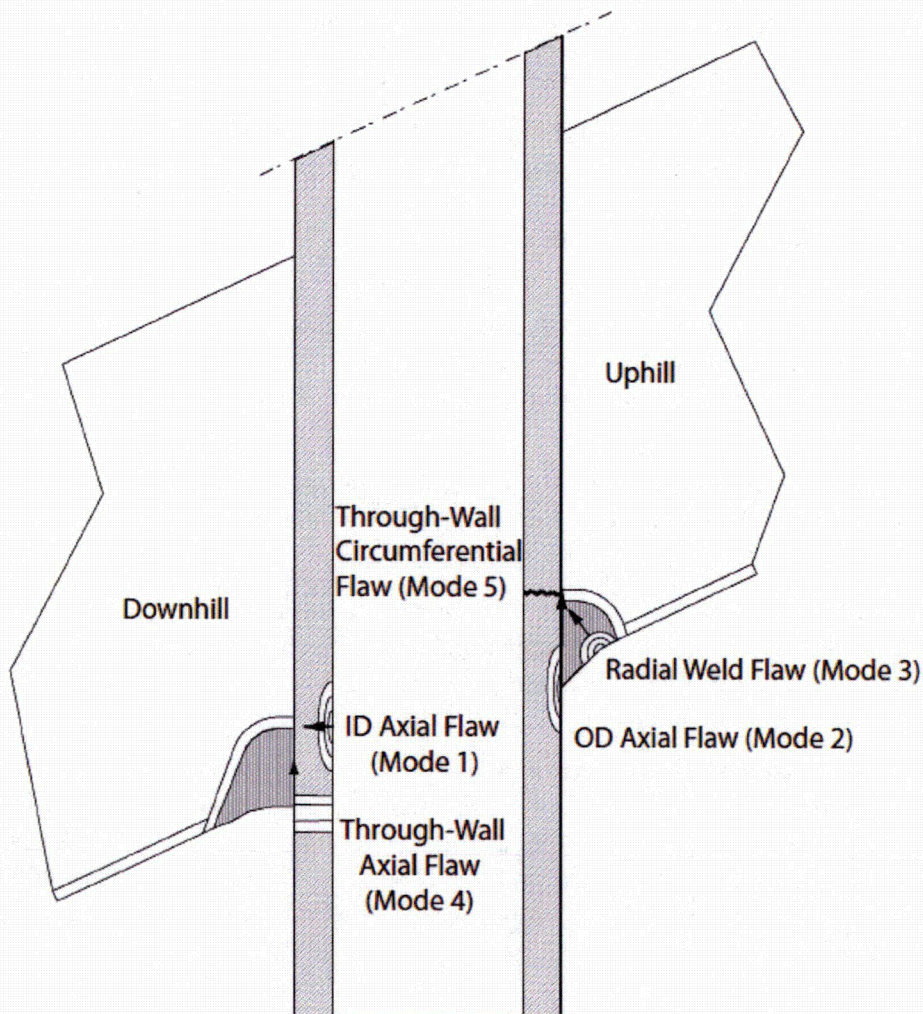 Uphill
Through-Wall
Circumferential
Flaw (Mode 5)
Downhill
Radial Weld Flaw (Mode 3)
ID Axial Flaw
(Mode 1)
OD Axial Flaw (Mode 2)
Through-Wall
Axial Flaw
(Mode 4)